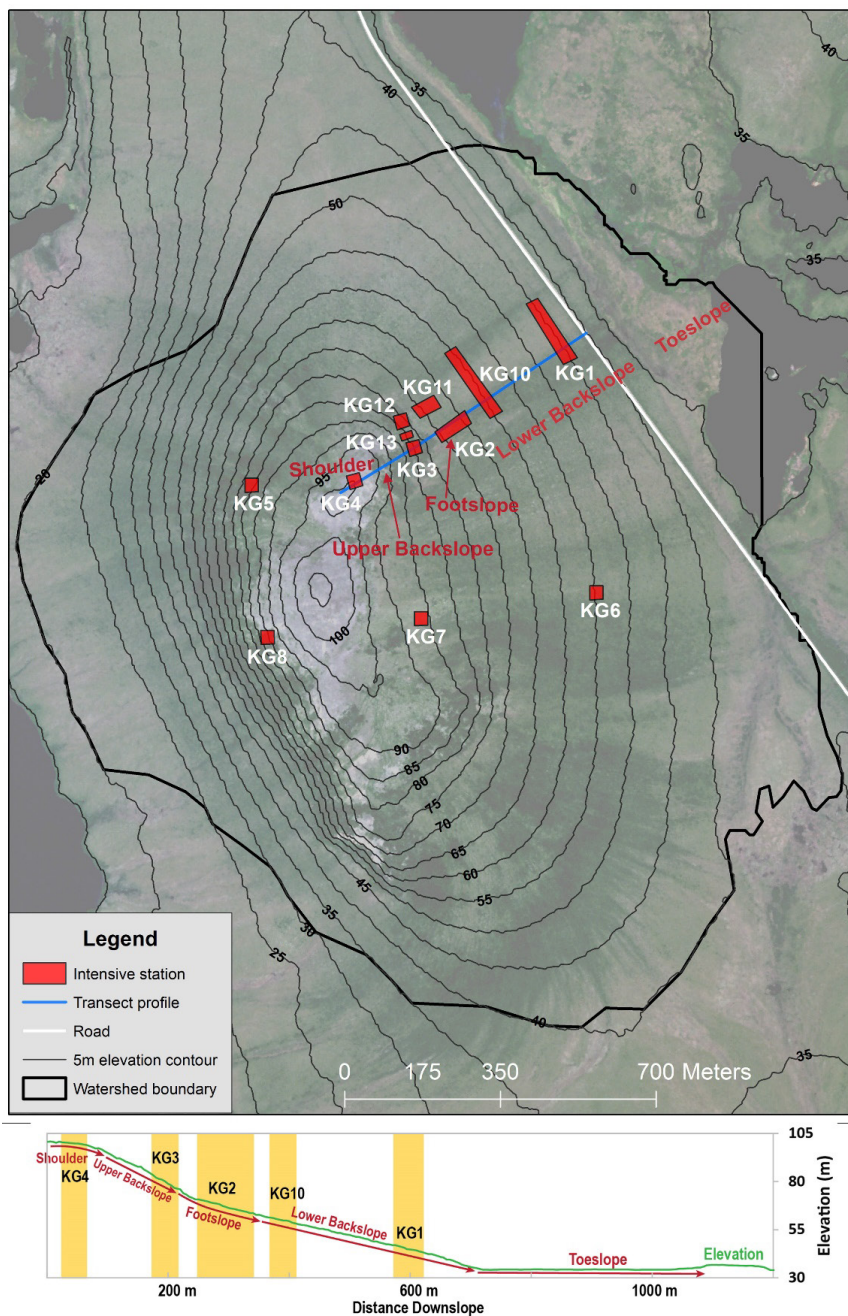 40
40
35
35
50
35
Toeslope
KG1
KG10
Lower Backslope
KG11
KG12
KG13
KG2
KG3
Shoulder
95
KG4
20
KG5
Footslope
Upper Backslope
KG6
100
KG7
KG8
90
85
80
75
70
65
60
55
45
35
30
25
40
35
Legend
Intensive station
Transect profile
Road
5m elevation contour
Watershed boundary
0 175 350 700 Meters
Shoulder
KG4
Upper Backslope
KG3
KG2
Footslope
KG10
Lower Backslope
KG1
Toeslope
Elevation
105
80
55
30
Elevation (m)
200 m 600 m 1000 m
Distance Downslope